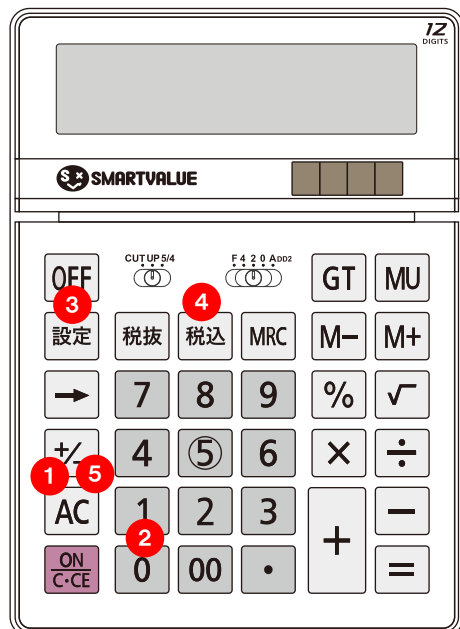 12
DIGITS
SMARTVALUE
CUT UP 5/4
F 4 2 0 ADD2
OFF
GT
MU
3
4
設定
税抜
税込
MRC
M−
M+
→
7
8
9
%
√
+/−
4
5
6
×
÷
1
5
AC
1
2
3
+
−
2
ON
C·CE
0
00
·
=